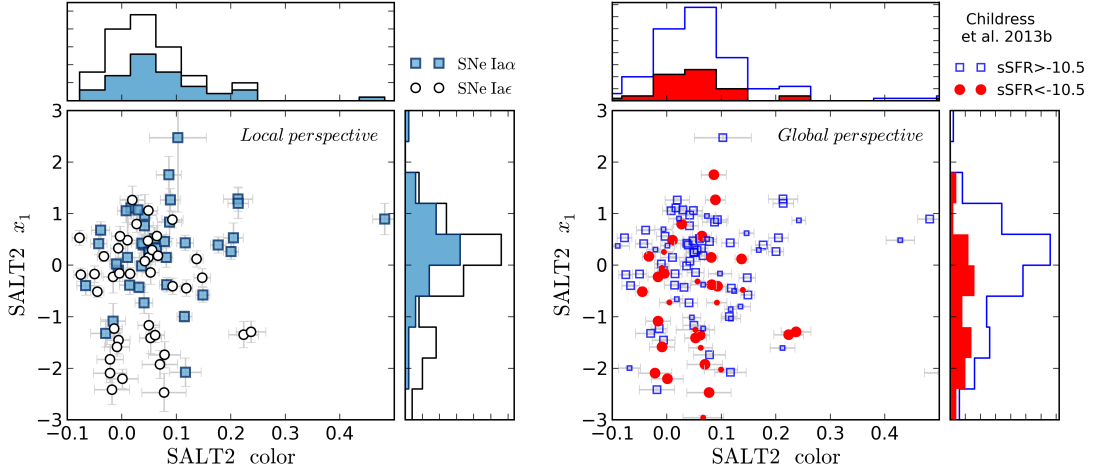 SNe Iaα
SNe Iaϵ
Local perspective
3
2
1
0
−1
−2
−3
SALT2 x₁
−0.1 0.0 0.1 0.2 0.3 0.4
SALT2 color
Childress
et al. 2013b
sSFR>-10.5
sSFR<-10.5
Global perspective
3
2
1
0
−1
−2
−3
SALT2 x₁
−0.1 0.0 0.1 0.2 0.3 0.4
SALT2 color